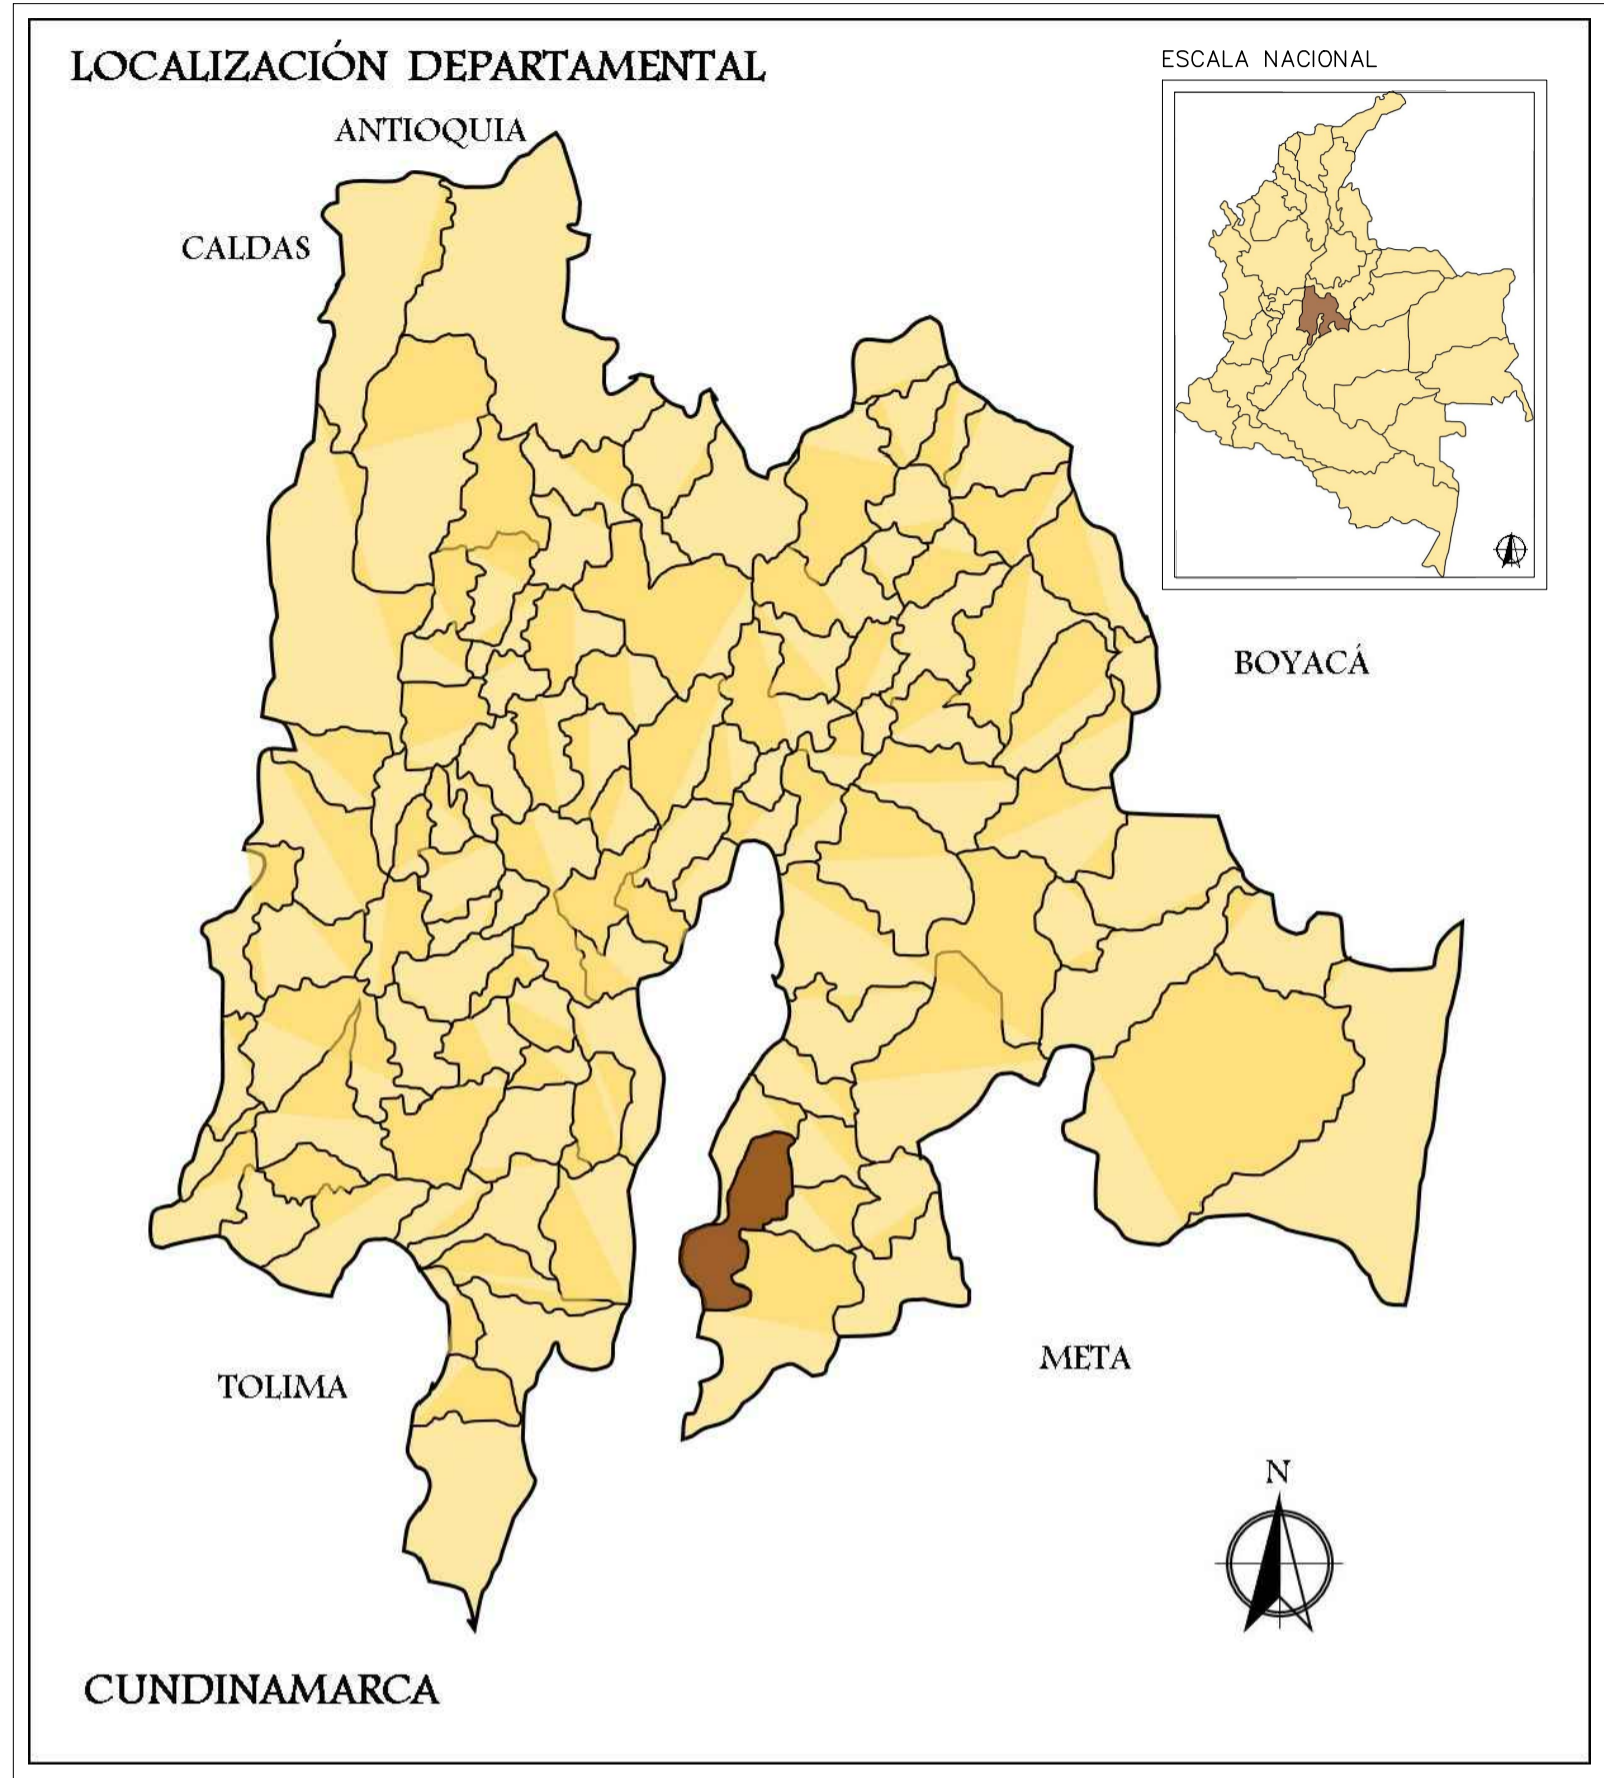 LOCALIZACIÓN DEPARTAMENTAL
ESCALA NACIONAL
ANTIOQUIA
CALDAS
BOYACÁ
META
TOLIMA
N
CUNDINAMARCA